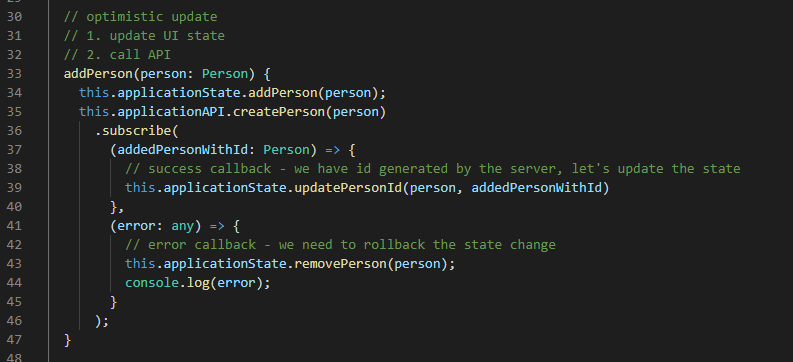 30 // optimistic update
31 // 1. update UI state
32 // 2. call API
33 addPerson(person: Person) {
34 this.applicationState.addPerson(person);
35 this.applicationAPI.createPerson(person)
36 .subscribe(
37 (addedPersonWithId: Person) => {
38 // success callback - we have id generated by the server, let's update the state
39 this.applicationState.updatePersonId(person, addedPersonWithId)
40 },
41 (error: any) => {
42 // error callback - we need to rollback the state change
43 this.applicationState.removePerson(person);
44 console.log(error);
45 }
46 );
47 }
48